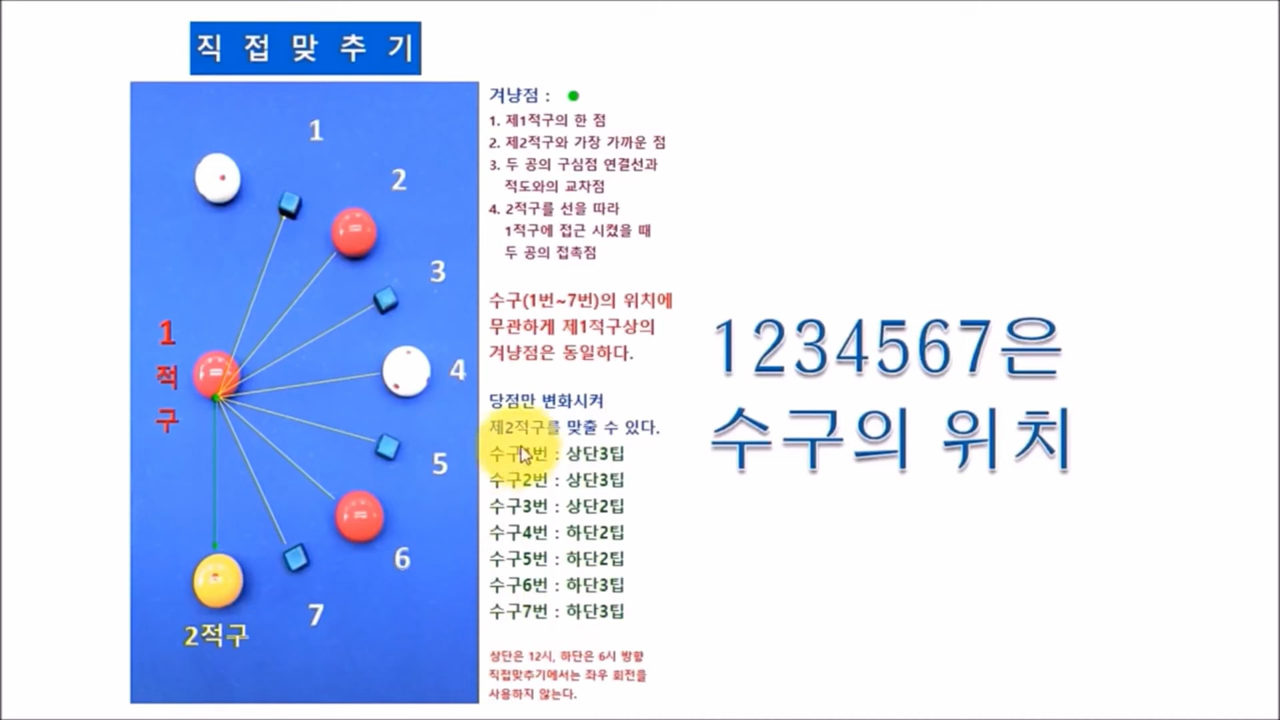 직 접 맞 추 기
1
2
3
4
5
6
7
1
적
구
2적구
겨냥점 :
1. 제1적구의 한 점
2. 제2적구와 가장 가까운 점
3. 두 공의 구심점 연결선과
적도와의 교차점
4. 2적구를 선을 따라
1적구에 접근 시켰을 때
두 공의 접촉점
수구(1번~7번)의 위치에
무관하게 제1적구상의
겨냥점은 동일하다.
당점만 변화시켜
제2적구를 맞출 수 있다.
수구1번 : 상단3팁
수구2번 : 상단3팁
수구3번 : 상단2팁
수구4번 : 하단2팁
수구5번 : 하단2팁
수구6번 : 하단3팁
수구7번 : 하단3팁
상단은 12시, 하단은 6시 방향
직접맞추기에서는 좌우 회전을
사용하지 않는다.
1234567은
수구의 위치